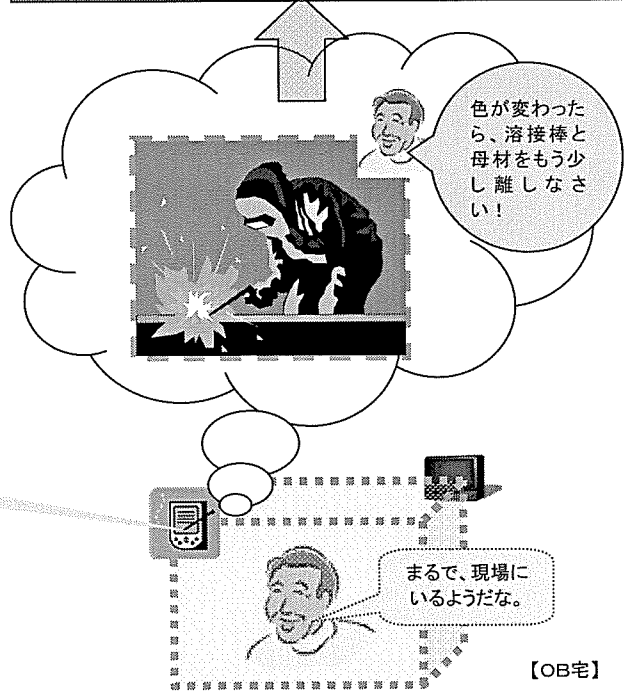 色が変わった
ら、溶接棒と
母材をもう少
し離しなさ
い！
まるで、現場に
いるようだな。
【OB宅】